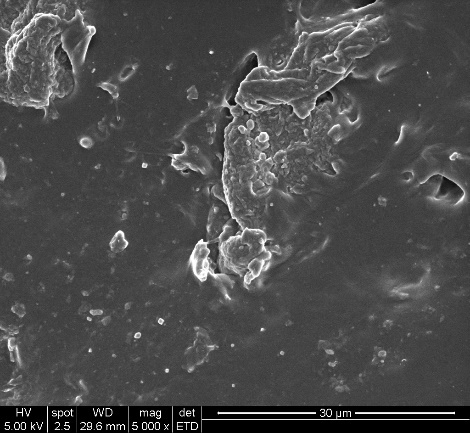 HV spot WD mag det
5.00 kV 2.5 29.6 mm 5 000 x ETD 30 µm